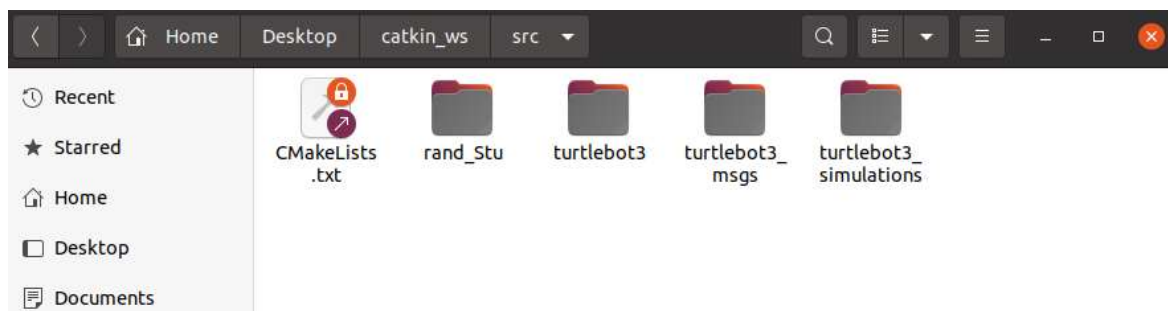 Home Desktop catkin_ws src
Recent
Starred
Home
Desktop
Documents
CMakeLists
.txt
rand_Stu
turtlebot3
turtlebot3_
msgs
turtlebot3_
simulations